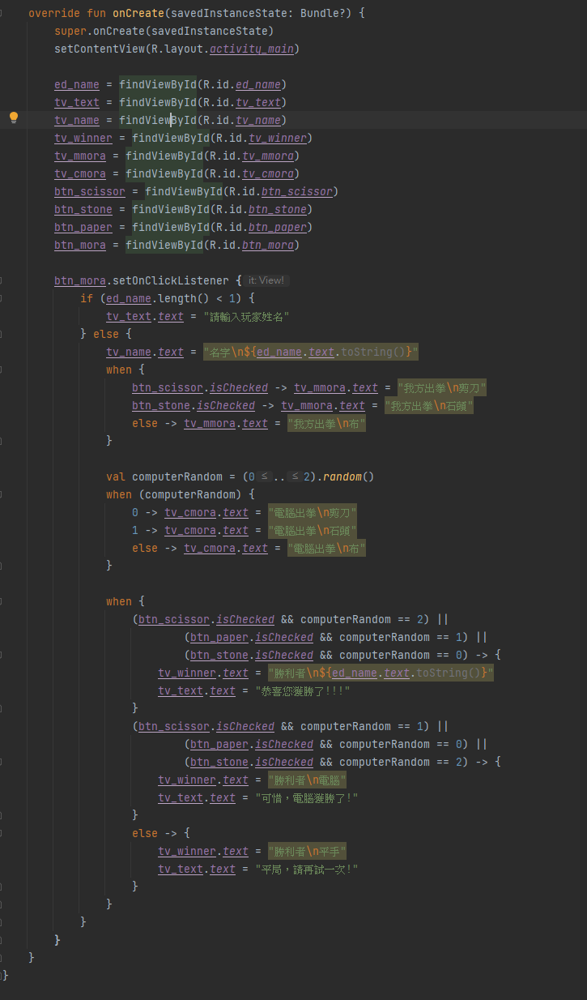 override fun onCreate(savedInstanceState: Bundle?) {
super.onCreate(savedInstanceState)
setContentView(R.layout.activity_main)
ed_name = findViewById(R.id.ed_name)
tv_text = findViewById(R.id.tv_text)
tv_name = findViewById(R.id.tv_name)
tv_winner = findViewById(R.id.tv_winner)
tv_mmora = findViewById(R.id.tv_mmora)
tv_cmora = findViewById(R.id.tv_cmora)
btn_scissor = findViewById(R.id.btn_scissor)
btn_stone = findViewById(R.id.btn_stone)
btn_paper = findViewById(R.id.btn_paper)
btn_mora = findViewById(R.id.btn_mora)
btn_mora.setOnClickListener { it: View!
if (ed_name.length() < 1) {
tv_text.text = "請輸入玩家姓名"
} else {
tv_name.text = "名字\n${ed_name.text.toString()}"
when {
btn_scissor.isChecked -> tv_mmora.text = "我方出拳\n剪刀"
btn_stone.isChecked -> tv_mmora.text = "我方出拳\n石頭"
else -> tv_mmora.text = "我方出拳\n布"
}
val computerRandom = (0 ≤ .. ≤ 2).random()
when (computerRandom) {
0 -> tv_cmora.text = "電腦出拳\n剪刀"
1 -> tv_cmora.text = "電腦出拳\n石頭"
else -> tv_cmora.text = "電腦出拳\n布"
}
when {
(btn_scissor.isChecked && computerRandom == 2) ||
(btn_paper.isChecked && computerRandom == 1) ||
(btn_stone.isChecked && computerRandom == 0) -> {
tv_winner.text = "勝利者\n${ed_name.text.toString()}"
tv_text.text = "恭喜您獲勝了!!!"
}
(btn_scissor.isChecked && computerRandom == 1) ||
(btn_paper.isChecked && computerRandom == 0) ||
(btn_stone.isChecked && computerRandom == 2) -> {
tv_winner.text = "勝利者\n電腦"
tv_text.text = "可惜，電腦獲勝了!"
}
else -> {
tv_winner.text = "勝利者\n平手"
tv_text.text = "平局，請再試一次!"
}
}
}
}
}
}